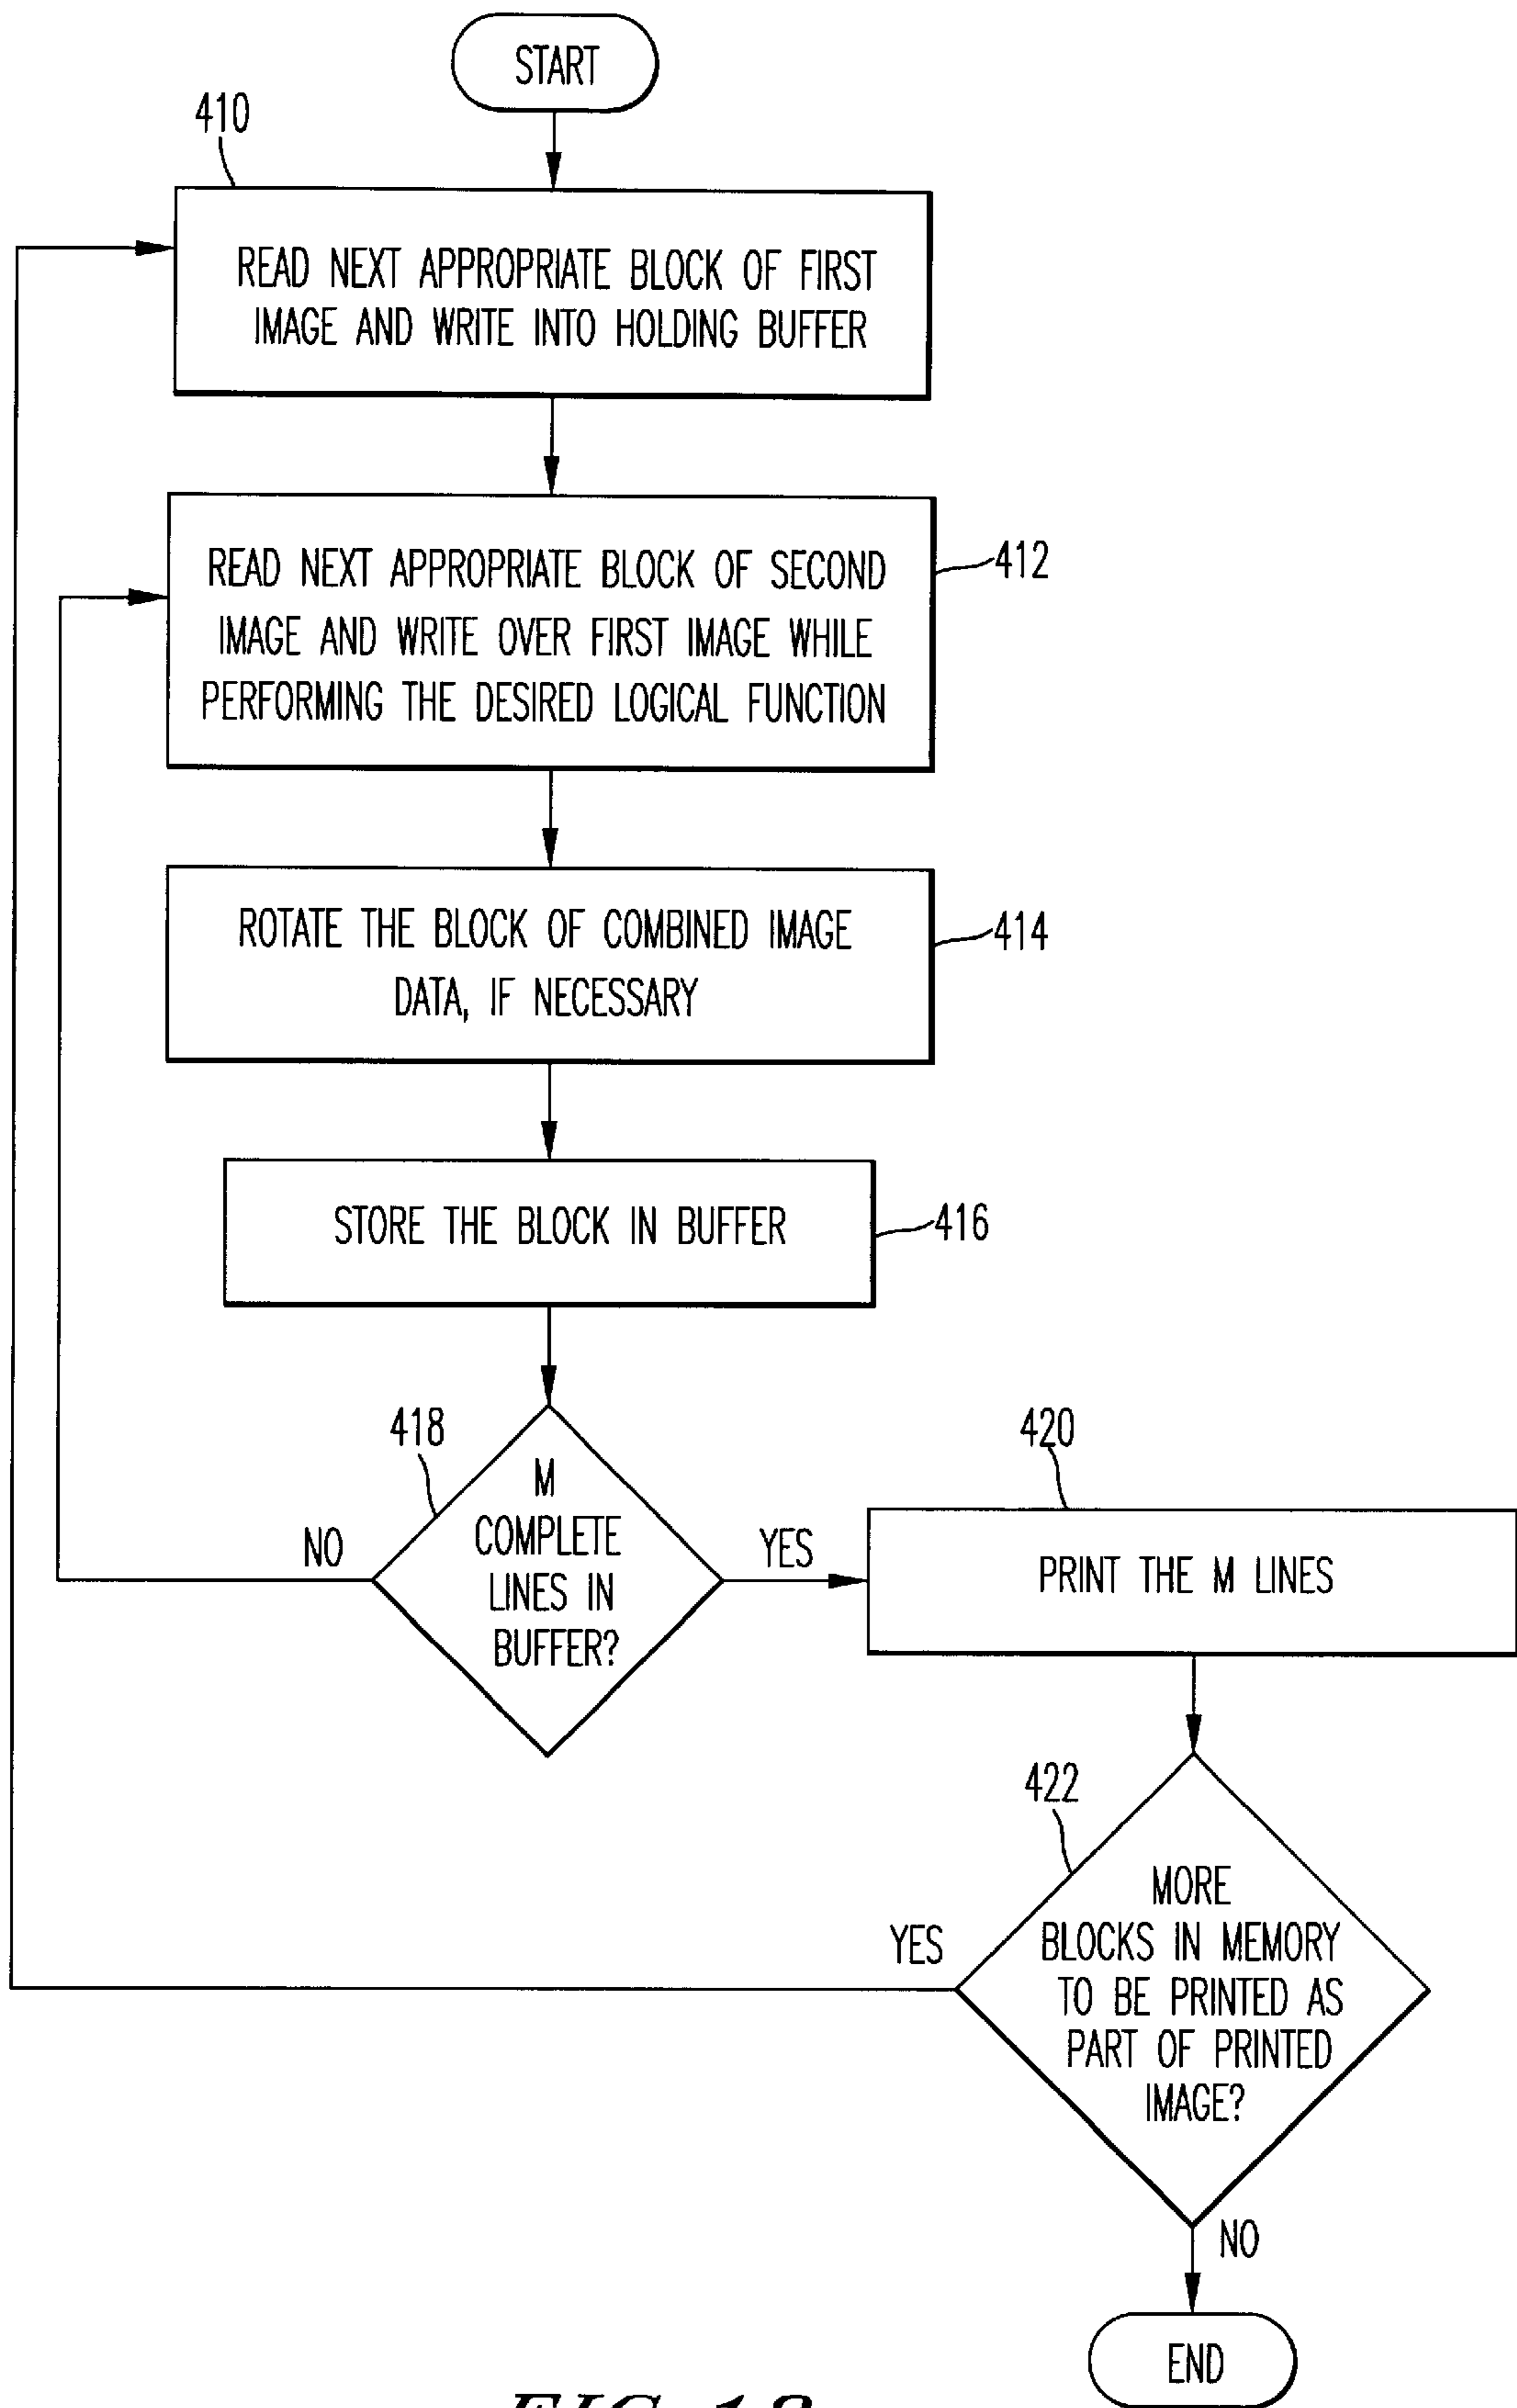 START
410
READ NEXT APPROPRIATE BLOCK OF FIRST
IMAGE AND WRITE INTO HOLDING BUFFER
READ NEXT APPROPRIATE BLOCK OF SECOND
IMAGE AND WRITE OVER FIRST IMAGE WHILE
PERFORMING THE DESIRED LOGICAL FUNCTION
412
ROTATE THE BLOCK OF COMBINED IMAGE
DATA, IF NECESSARY
414
STORE THE BLOCK IN BUFFER
416
418
M
COMPLETE
LINES IN
BUFFER?
NO
YES
420
PRINT THE M LINES
422
MORE
BLOCKS IN MEMORY
TO BE PRINTED AS
PART OF PRINTED
IMAGE?
YES
NO
END